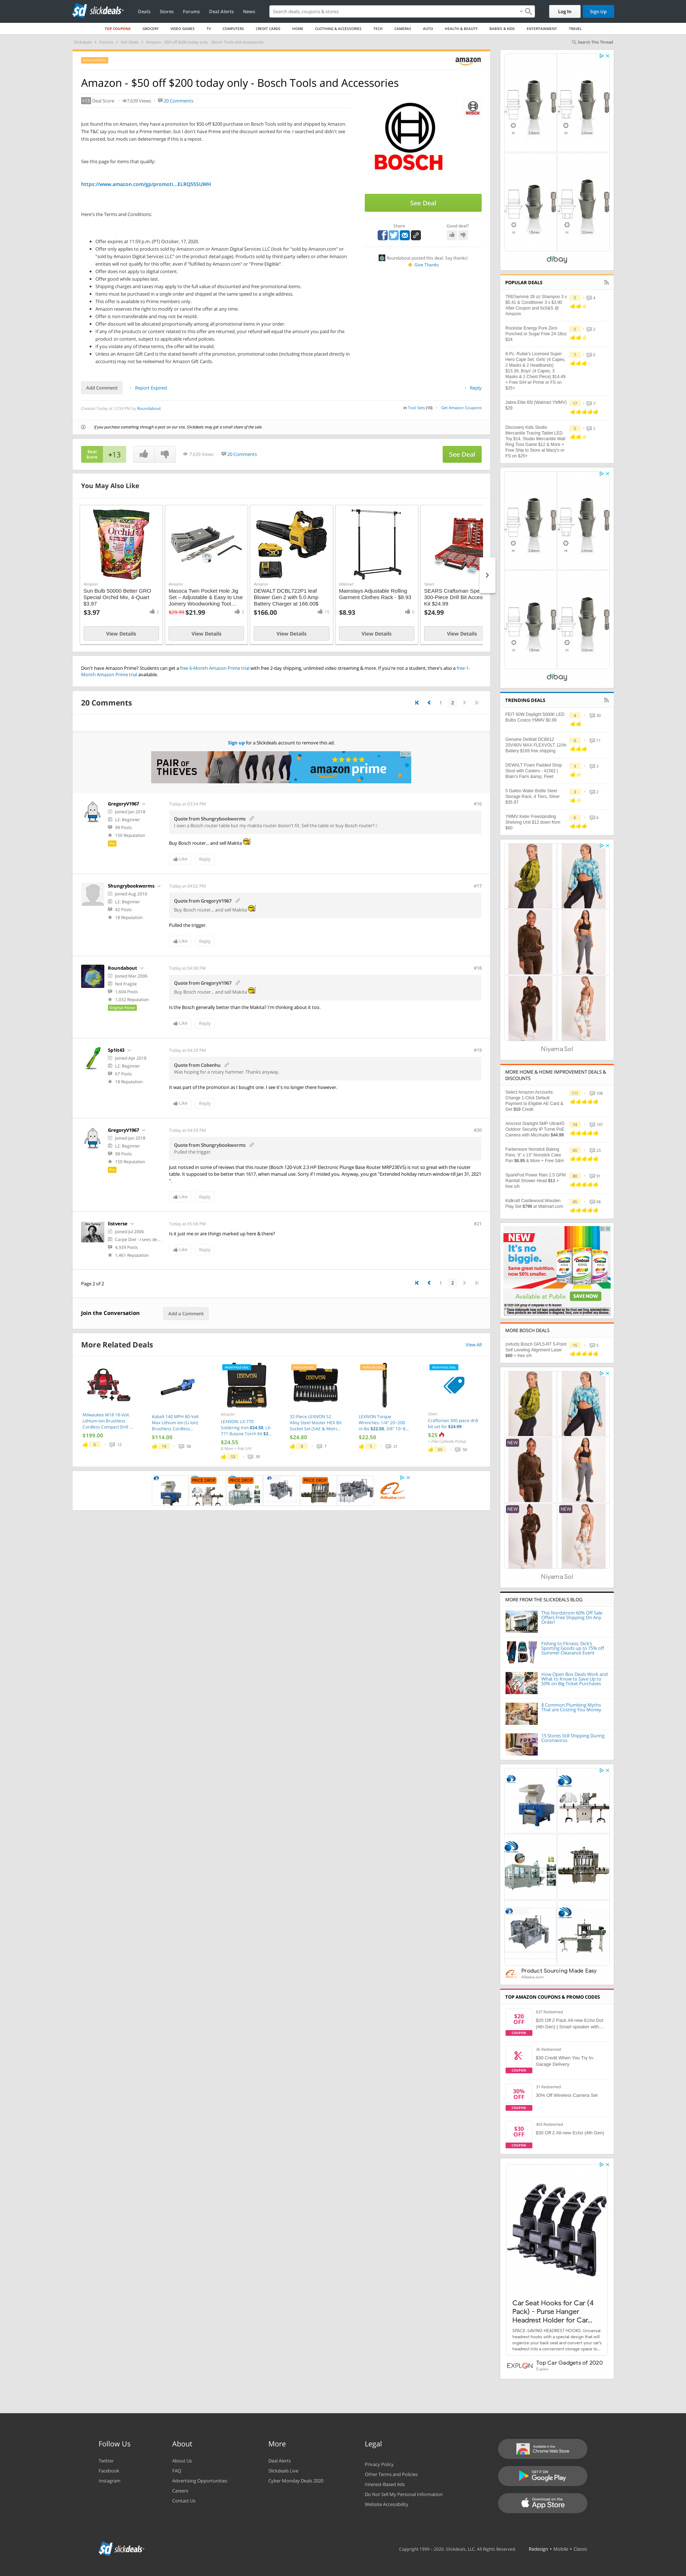 slickdeals
Deals
Stores
Forums
Deal Alerts
News
Search deals, coupons & stores
Log In
Sign Up
TOP COUPONS
GROCERY
VIDEO GAMES
TV
COMPUTERS
CREDIT CARDS
HOME
CLOTHING & ACCESSORIES
TECH
CAMERAS
AUTO
HEALTH & BEAUTY
BABIES & KIDS
ENTERTAINMENT
TRAVEL
Search This Thread
amazon
Amazon - $50 off $200 today only - Bosch Tools and Accessories
+13 Deal Score
7,639 Views
20 Comments
Just found this on Amazon, they have a promotion for $50 off $200 purchase on Bosch Tools sold by and shipped by Amazon.
The T&C say you must be a Prime member, but I don't have Prime and the discount worked for me. I searched and didn't see
this posted, but mods can delete/merge if this is a repost.
See this page for items that qualify:
https://www.amazon.com/gp/promoti...ELRQ555UWH
Here's the Terms and Conditions:
Offer expires at 11:59 p.m. (PT) October, 17, 2020.
Offer only applies to products sold by Amazon.com or Amazon Digital Services LLC (look for "sold by Amazon.com" or
"sold by Amazon Digital Services LLC" on the product detail page). Products sold by third-party sellers or other Amazon
entities will not qualify for this offer, even if "fulfilled by Amazon.com" or "Prime Eligible".
Offer does not apply to digital content.
Offer good while supplies last.
Shipping charges and taxes may apply to the full value of discounted and free promotional items.
Items must be purchased in a single order and shipped at the same speed to a single address.
This offer is available to Prime members only.
Amazon reserves the right to modify or cancel the offer at any time.
Offer is non-transferable and may not be resold.
Offer discount will be allocated proportionally among all promotional items in your order.
If any of the products or content related to this offer are returned, your refund will equal the amount you paid for the
product or content, subject to applicable refund policies.
If you violate any of these terms, the offer will be invalid.
Unless an Amazon Gift Card is the stated benefit of the promotion, promotional codes (including those placed directly in
accounts) may not be redeemed for Amazon Gift Cards.
BOSCH
See Deal
Share
Good deal?
Roundabout posted this deal. Say thanks!
Give Thanks
Add Comment
Report Expired
Reply
Created Today at 12:59 PM by Roundabout
in Tool Sets (10)
Get Amazon Coupons
If you purchase something through a post on our site, Slickdeals may get a small share of the sale.
Deal Score
+13
7,639 Views
20 Comments
See Deal
You May Also Like
Amazon
Sun Bulb 50000 Better GRO
Special Orchid Mix, 4-Quart
$3.97
$3.97
View Details
Amazon
Massca Twin Pocket Hole Jig
Set – Adjustable & Easy to Use
Joinery Woodworking Tool...
$29.99 $21.99
View Details
Amazon
DEWALT DCBL722P1 leaf
Blower Gen 2 with 5.0 Amp
Battery Charger at 166.00$
$166.00
View Details
Walmart
Mainstays Adjustable Rolling
Garment Clothes Rack - $8.93
$8.93
View Details
Sears
SEARS Craftsman Spe
300-Piece Drill Bit Acces
Kit $24.99
$24.99
View Details
Don't have Amazon Prime? Students can get a free 6-Month Amazon Prime trial with free 2-day shipping, unlimited video streaming & more. If you're not a student, there's also a free 1-
Month Amazon Prime trial available.
20 Comments
1 2
Sign up for a Slickdeals account to remove this ad.
PAIR OF
THIEVES
amazon prime
GregoryV1967
Joined Jan 2018
L2: Beginner
98 Posts
150 Reputation
Pro
Today at 03:54 PM
#16
Quote from Shungrybookworms
I own a Bosch router table but my makita router doesn't fit. Sell the table or buy Bosch router? !
Buy Bosch router... and sell Makita
Like
Reply
Shungrybookworms
Joined Aug 2010
L2: Beginner
42 Posts
18 Reputation
Today at 04:02 PM
#17
Quote from GregoryV1967
Buy Bosch router... and sell Makita
Pulled the trigger.
Like
Reply
Roundabout
Joined Mar 2006
Not Fragile
1,604 Posts
1,032 Reputation
Original Poster
Today at 04:08 PM
#18
Quote from GregoryV1967
Buy Bosch router... and sell Makita
Is the Bosch generally better than the Makita? I'm thinking about it too.
Like
Reply
Sp1it43
Joined Apr 2018
L2: Beginner
67 Posts
18 Reputation
Today at 04:20 PM
#19
Quote from Cobenhu
Was hoping for a rotary hammer. Thanks anyway.
It was part of the promotion as I bought one. I see it's no longer there however.
Like
Reply
GregoryV1967
Joined Jan 2018
L2: Beginner
98 Posts
150 Reputation
Pro
Today at 04:59 PM
#20
Quote from Shungrybookworms
Pulled the trigger.
Just noticed in some of reviews that this router (Bosch 120-Volt 2.3 HP Electronic Plunge Base Router MRP23EVS) is not so great with the router
table. It supposed to be better than 1617, when manual use. Sorry, if I mislead you. Anyway, you get "Extended holiday return window till Jan 31, 2021
".
Like
Reply
listverse
Joined Jul 2006
Carpe Diet - I sees de...
4,939 Posts
1,461 Reputation
Today at 05:06 PM
#21
Is it just me or are things marked up here & there?
Like
Reply
Page 2 of 2
1 2
Join the Conversation
Add a Comment
More Related Deals
View All
Milwaukee M18 18-Volt
Lithium-Ion Brushless
Cordless Compact Drill ...
$199.00
Kobalt 140 MPH 80 Volt
Max Lithium Ion (Li-ion)
Brushless Cordless...
$114.00
Amazon
LEXIVON: LX-770
Soldering Iron $24.50, LX-
771 Butane Torch Kit $2...
$24.55
32 Piece LEXIVON S2
Alloy Steel Master HEX Bit
Socket Set (SAE & Metri...
$24.80
LEXIVON Torque
Wrenches: 1/4" 20~200
in-lbs $22.50, 3/8" 10~8...
$22.50
Sears
Craftsman 300 piece drill
bit set for $24.99
$25
dibay
POPULAR DEALS
TRESemmé 28 oz Shampoo 3 x
$5.41 & Conditioner 3 x $3.90
After Coupon and 5xS&S @
Amazon
Rockstar Energy Pure Zero
Punched or Sugar Free 24-16oz
$24
8-Pc. Rubie's Licensed Super
Hero Cape Set: Girls' (4 Capes,
2 Masks & 2 Headbands)
$13.99, Boys' (4 Capes, 3
Masks & 1 Chest Piece) $14.49
+ Free S/H w/ Prime or FS on
$25+
Jabra Elite 65t (Walmart YMMV)
$39
Discovery Kids Studio
Mercantile Tracing Tablet LED
Toy $14, Studio Mercantile Wall
Ring Toss Game $12 & More +
Free Ship to Store at Macy's or
FS on $25+
dibay
TRENDING DEALS
FEIT 60W Daylight 5000K LED
Bulbs Costco YMMV $0.99
Genuine DeWalt DCB612
20V/60V MAX FLEXVOLT 12Ah
Battery $169 free shipping
DEWALT Foam Padded Shop
Stool with Casters - 41592 |
Blain's Farm &amp; Fleet
5 Gallon Water Bottle Steel
Storage Rack, 4 Tiers, Silver
$35.97
YMMV Keter Freestanding
Shelving Unit $12 down from
$60
Niyama Sol
MORE HOME & HOME IMPROVEMENT DEALS &
DISCOUNTS
Select Amazon Accounts:
Change 1-Click Default
Payment to Eligible AE Card &
Get $10 Credit
Amcrest Starlight 5MP UltraHD
Outdoor Security IP Turret PoE
Camera with Mic/Audio $44.99
Farberware Nonstick Baking
Pans: 9" x 13" Nonstick Cake
Pan $6.95 & More + Free S&H
SparkPod Power Rain 2.5 GPM
Rainfall Shower Head $11 +
free s/h
Kidkraft Castlewood Wooden
Play Set $799 at Walmart.com
NEW
It's no
biggie.
Same great nutrition,
now 50% smaller.
Available at Publix
SAVE NOW
MORE BOSCH DEALS
(refurb) Bosch GPL5-RT 5-Point
Self Leveling Alignment Laser
$60 + free s/h
NEW
NEW
NEW
Niyama Sol
MORE FROM THE SLICKDEALS BLOG
This Nordstrom 60% Off Sale
Offers Free Shipping On Any
Order!
Fishing to Fitness: Dick's
Sporting Goods up to 75% off
Summer Clearance Event
How Open Box Deals Work and
What to Know to Save Up to
50% on Big Ticket Purchases
8 Common Plumbing Myths
That are Costing You Money
15 Stores Still Shipping During
Coronavirus
PRICE DROP
PRICE DROP
PRICE DROP
Product Sourcing Made Easy
Alibaba.com
TOP AMAZON COUPONS & PROMO CODES
$20
OFF
COUPON
637 Redeemed
$20 Off 2 Pack All-new Echo Dot
(4th Gen) | Smart speaker with...
COUPON
3k Redeemed
$30 Credit When You Try In-
Garage Delivery
30%
OFF
COUPON
31 Redeemed
30% Off Wireless Camera Set
$30
OFF
COUPON
403 Redeemed
$30 Off 2 All-new Echo (4th Gen)
Car Seat Hooks for Car (4
Pack) - Purse Hanger
Headrest Holder for Car...
SPACE-SAVING HEADREST HOOKS: Universal
headrest hooks with a special design that will
organize your back seat and convert your car's
headrest into a convenient storage space to...
EXPLON
Top Car Gadgets of 2020
Explon
Follow Us
Twitter
Facebook
Instagram
About
About Us
FAQ
Advertising Opportunities
Careers
Contact Us
More
Deal Alerts
Slickdeals Live
Cyber Monday Deals 2020
Legal
Privacy Policy
Other Terms and Policies
Interest-Based Ads
Do Not Sell My Personal Information
Website Accessibility
Available in the
Chrome Web Store
GET IT ON
Google Play
Download on the
App Store
slickdeals
Copyright 1999 - 2020. Slickdeals, LLC. All Rights Reserved.
Redesign • Mobile • Classic